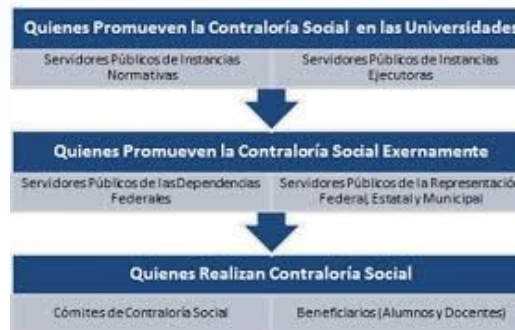 Quienes Promueven la Contraloría Social en las Universidades
Servidores Públicos de Instancias
Normativas
Servidores Públicos de Instancias
Ejecutoras
Quienes Promueven la Contraloría Social Exernamente
Servidores Públicos de las Dependencias
Federales
Servidores Públicos de la Representación
Federal, Estatal y Municipal
Quienes Realizan Contraloría Social
Cómites de Contraloría Social
Beneficiarios (Alumnos y Docentes)